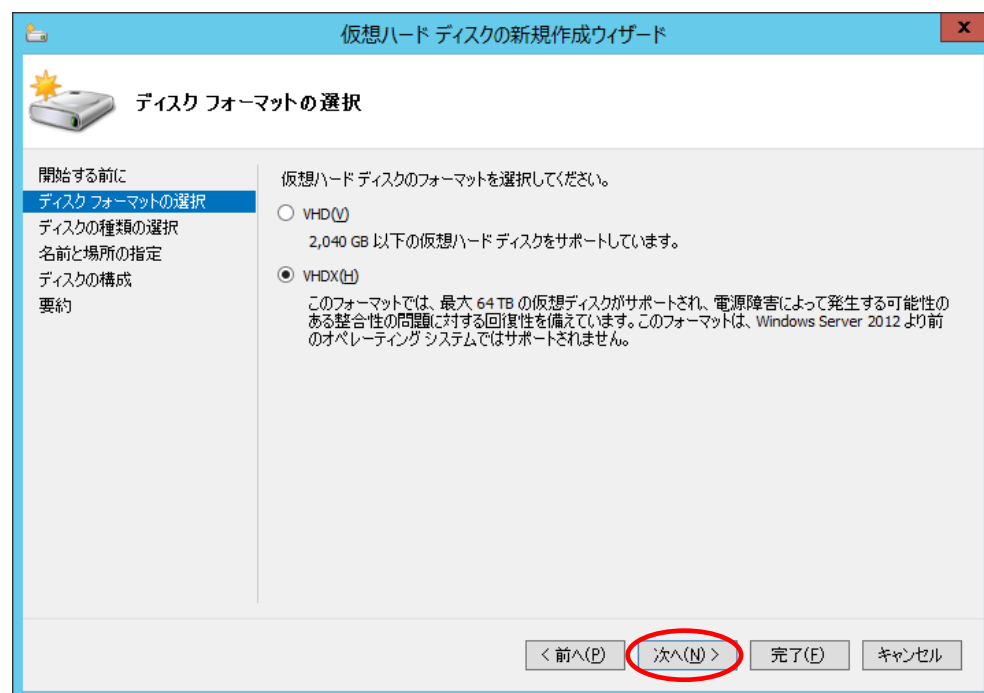 仮想ハード ディスクの新規作成ウィザード
x
ディスク フォーマットの選択
開始する前に
ディスク フォーマットの選択
ディスクの種類の選択
名前と場所の指定
ディスクの構成
要約
仮想ハード ディスクのフォーマットを選択してください。
VHD(V)
2,040 GB 以下の仮想ハード ディスクをサポートしています。
VHDX(H)
このフォーマットでは、最大 64 TB の仮想ディスクがサポートされ、電源障害によって発生する可能性の
ある整合性の問題に対する回復性を備えています。このフォーマットは、Windows Server 2012 より前
のオペレーティング システムではサポートされません。
< 前へ(P)
次へ(N) >
完了(F)
キャンセル